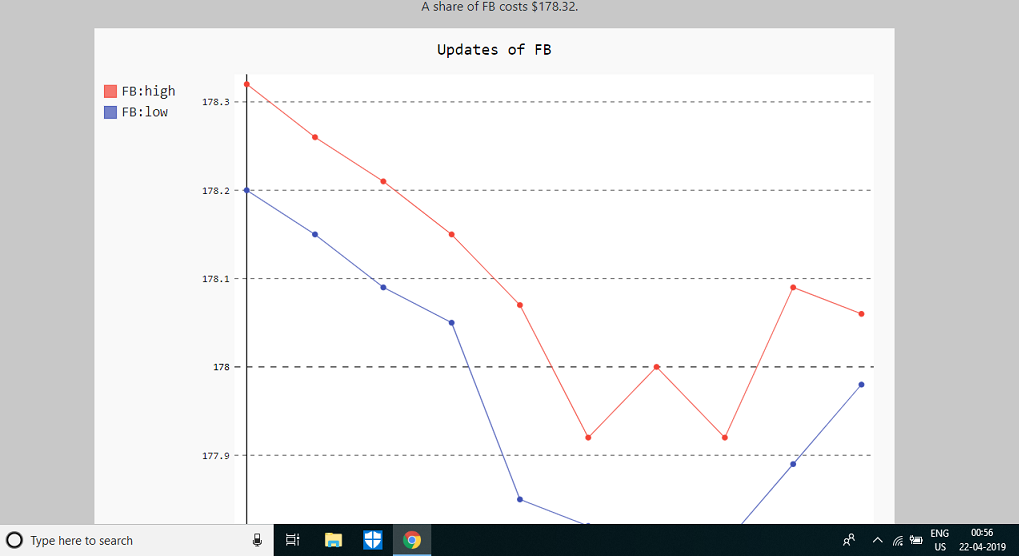 A share of FB costs $178.32.
Updates of FB
FB:high
FB:low
178.3
178.2
178.1
178
177.9
Type here to search
ENG
US
00:56
22-04-2019